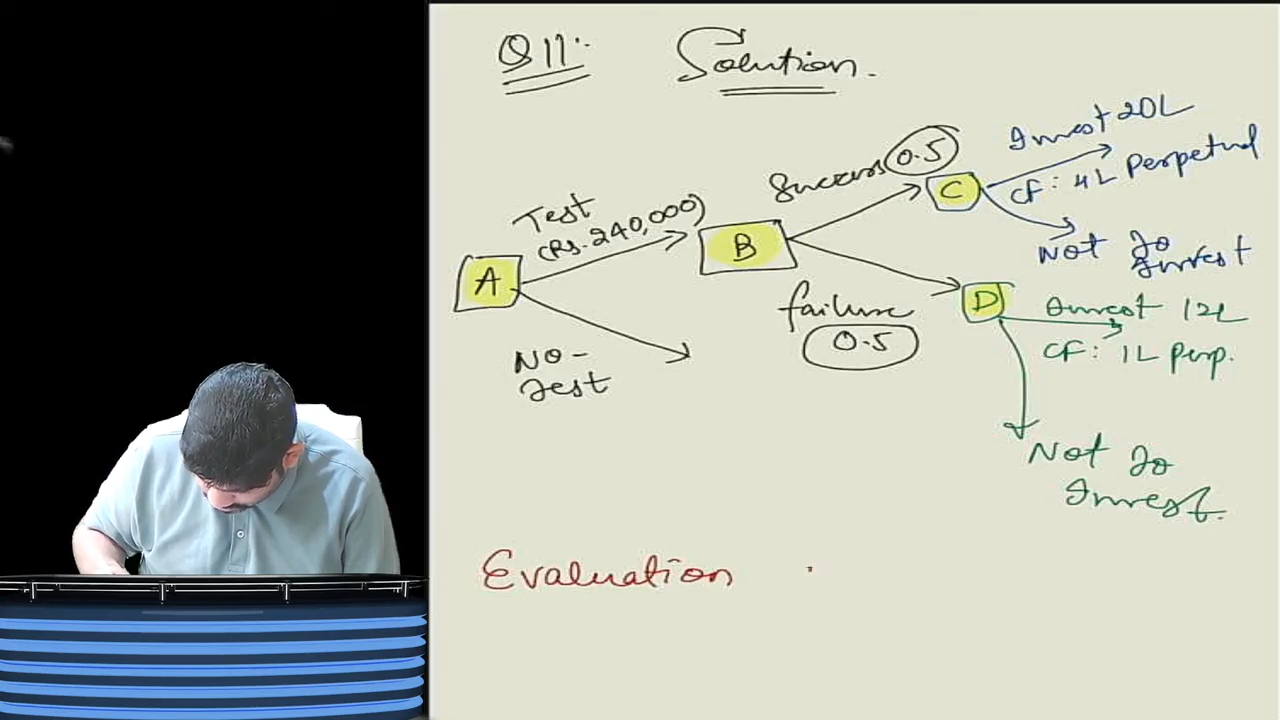 Q11:
Solution.
Test
(Rs. 240,000)
A
No-
Test
B
Success 0.5
failure
0.5
C
Invest 20L
CF: 4L Perpetual
Not To
Invest
D
Invest 12L
CF: 1L Perp.
Not To
Invest.
Evaluation